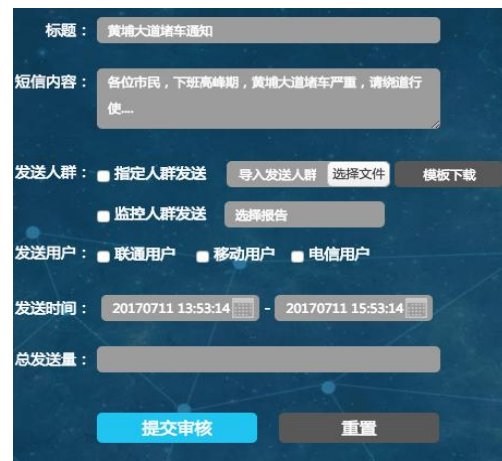 标题： 黄埔大道堵车通知
短信内容： 各位市民，下班高峰期，黄埔大道堵车严重，请绕道行
使....
发送人群： 指定人群发送 导入发送人群 选择文件 模板下载
监控人群发送 选择报告
发送用户： 联通用户 移动用户 电信用户
发送时间： 20170711 13:53:14 - 20170711 15:53:14
总发送量：
提交审核 重置